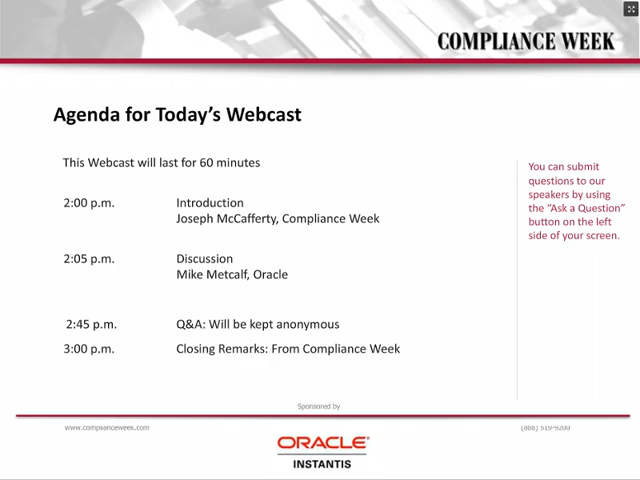 COMPLIANCE WEEK
Agenda for Today's Webcast
This Webcast will last for 60 minutes
2:00 p.m. Introduction
Joseph McCafferty, Compliance Week
2:05 p.m. Discussion
Mike Metcalf, Oracle
2:45 p.m. Q&A: Will be kept anonymous
3:00 p.m. Closing Remarks: From Compliance Week
You can submit
questions to our
speakers by using
the “Ask a Question”
button on the left
side of your screen.
Sponsored by
www.complianceweek.com (888) 519-9200
ORACLE®
INSTANTIS